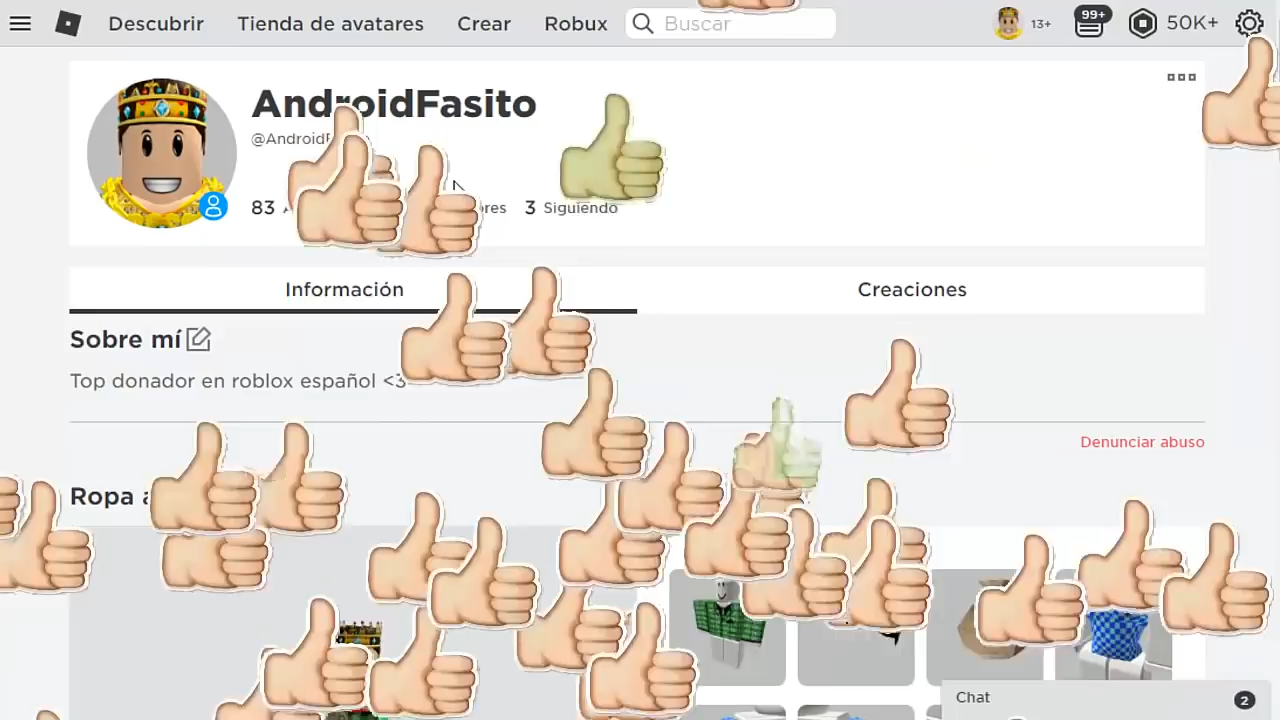 Descubrir Tienda de avatares Crear Robux Buscar 13+ 99+ 50K+
AndroidFasito
83 3 Siguiendo
Información Creaciones
Sobre mí
Top donador en roblox español <3
Denunciar abuso
Ropa
Chat 2